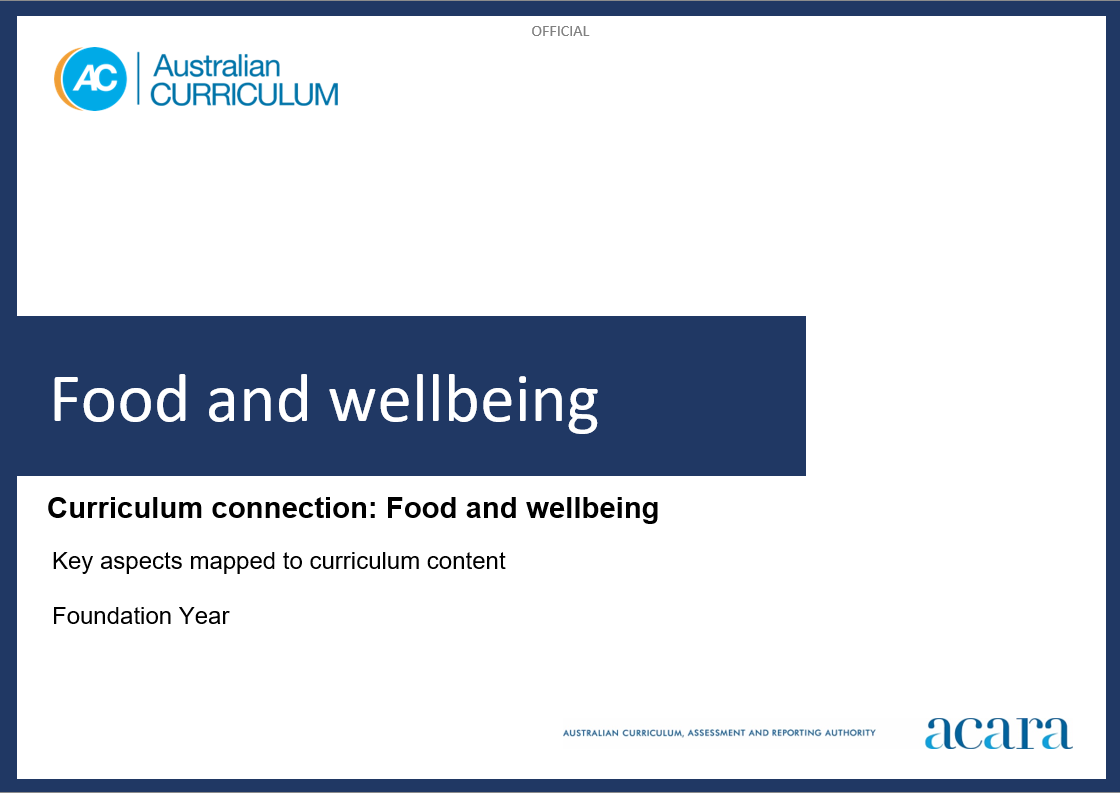 OFFICIAL
AC
Australian
CURRICULUM
Food and wellbeing
Curriculum connection: Food and wellbeing
Key aspects mapped to curriculum content
Foundation Year
AUSTRALIAN CURRICULUM, ASSESSMENT AND REPORTING AUTHORITY
acara